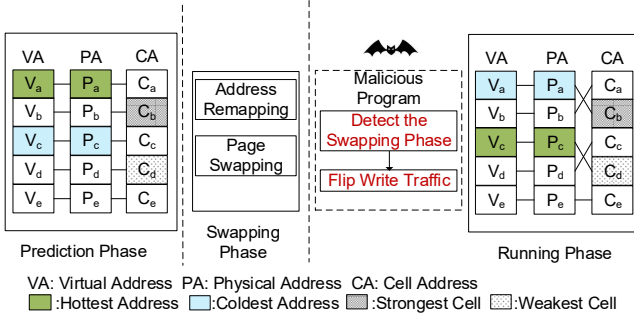 VA PA CA
Va Pa Ca
Vb Pb Cb
Vc Pc Cc
Vd Pd Cd
Ve Pe Ce
Prediction Phase
Address
Remapping
Page
Swapping
Swapping
Phase
Malicious
Program
Detect the
Swapping Phase
Flip Write Traffic
VA PA CA
Va Pa Ca
Vb Pb Cb
Vc Pc Cc
Vd Pd Cd
Ve Pe Ce
Running Phase
VA: Virtual Address PA: Physical Address CA: Cell Address
:Hottest Address :Coldest Address :Strongest Cell :Weakest Cell